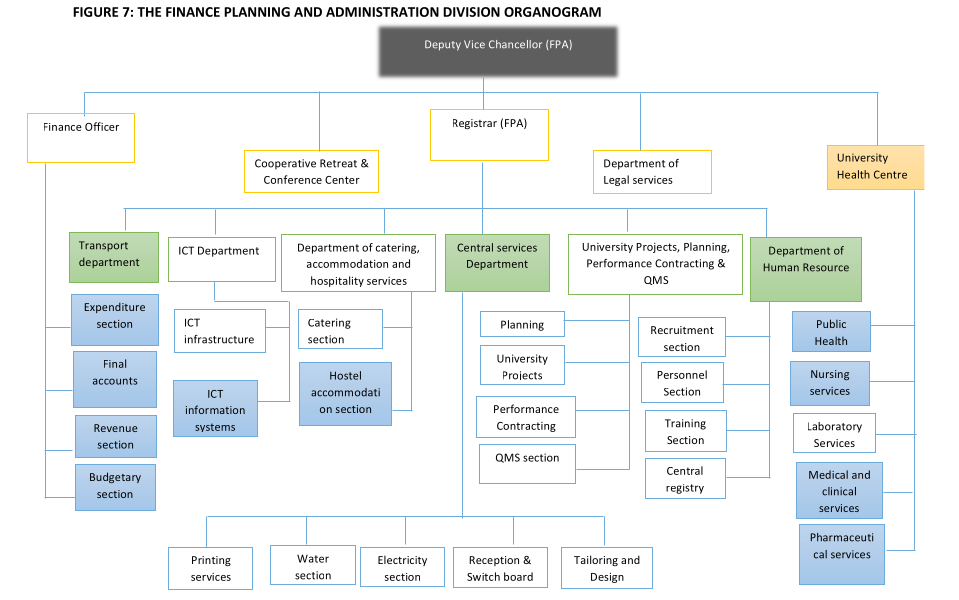 FIGURE 7: THE FINANCE PLANNING AND ADMINISTRATION DIVISION ORGANOGRAM
Deputy Vice Chancellor (FPA)
Finance Officer
Registrar (FPA)
Cooperative Retreat &
Conference Center
Department of
Legal services
University
Health Centre
Transport
department
ICT Department
Department of catering,
accommodation and
hospitality services
Central services
Department
University Projects, Planning,
Performance Contracting &
QMS
Department of
Human Resource
Expenditure
section
Final
accounts
Revenue
section
Budgetary
section
ICT
infrastructure
ICT
information
systems
Catering
section
Hostel
accommodati
on section
Planning
University
Projects
Performance
Contracting
QMS section
Recruitment
section
Personnel
Section
Training
Section
Central
registry
Public
Health
Nursing
services
Laboratory
Services
Medical and
clinical
services
Pharmaceuti
cal services
Printing
services
Water
section
Electricity
section
Reception &
Switch board
Tailoring and
Design